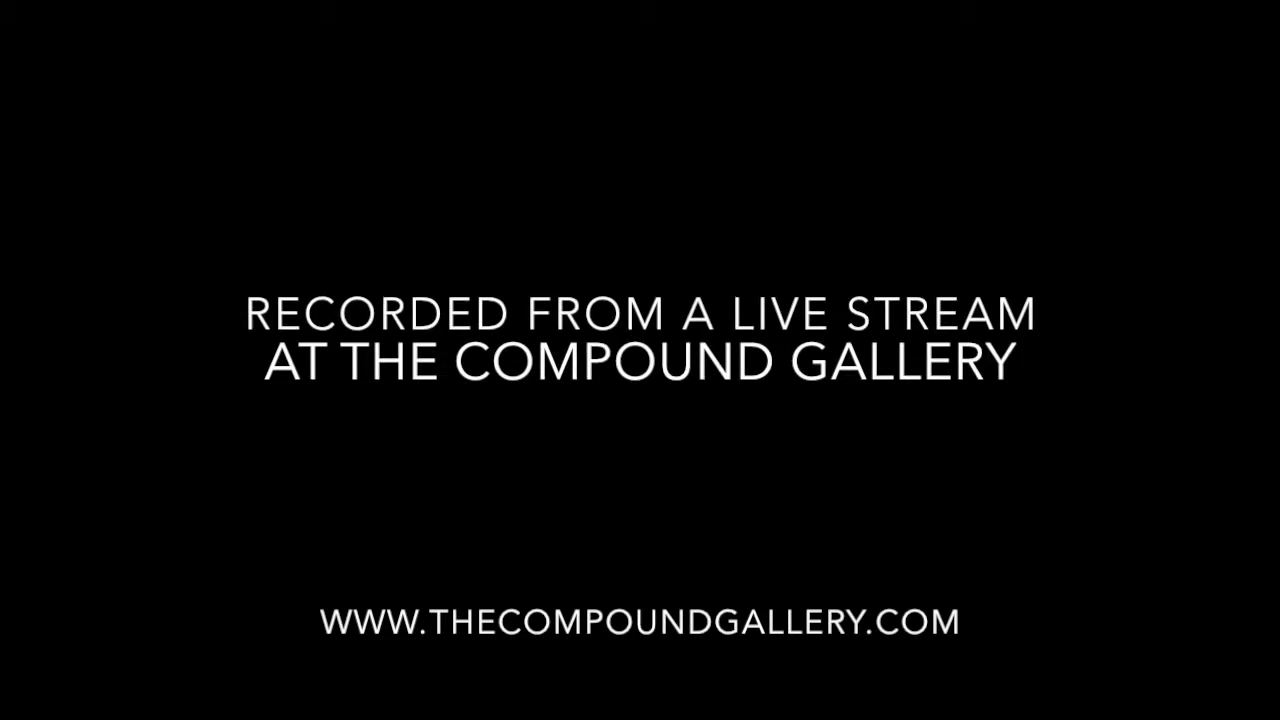 RECORDED FROM A LIVE STREAM
AT THE COMPOUND GALLERY
WWW.THECOMPOUNDGALLERY.COM